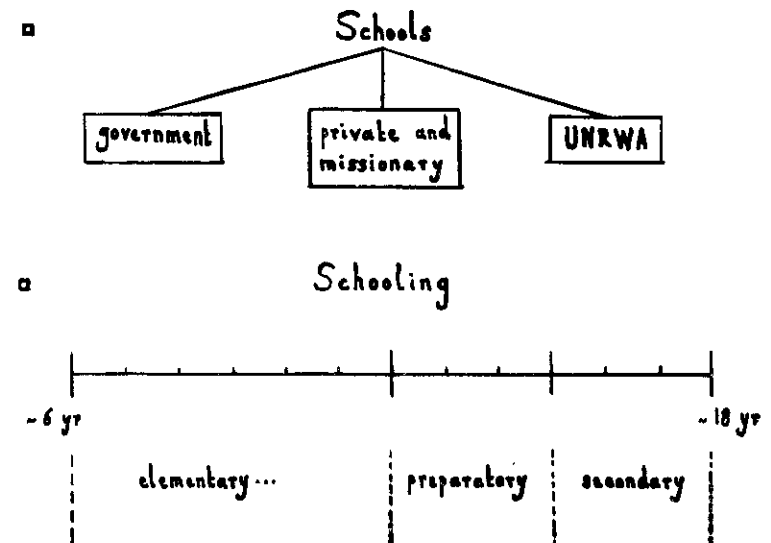 Schools
government
private and
missionary
UNRWA
Schooling
~ 6 yr
~ 18 yr
elementary...
preparatory
secondary